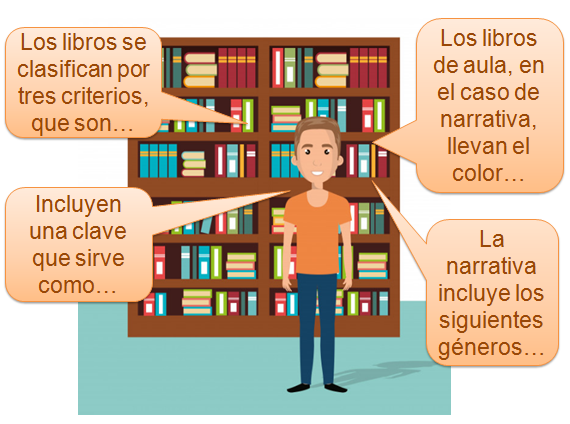 Los libros se
clasifican por
tres criterios,
que son…
Los libros
de aula, en
el caso de
narrativa,
llevan el
color…
Incluyen
una clave
que sirve
como…
La
narrativa
incluye los
siguientes
géneros…